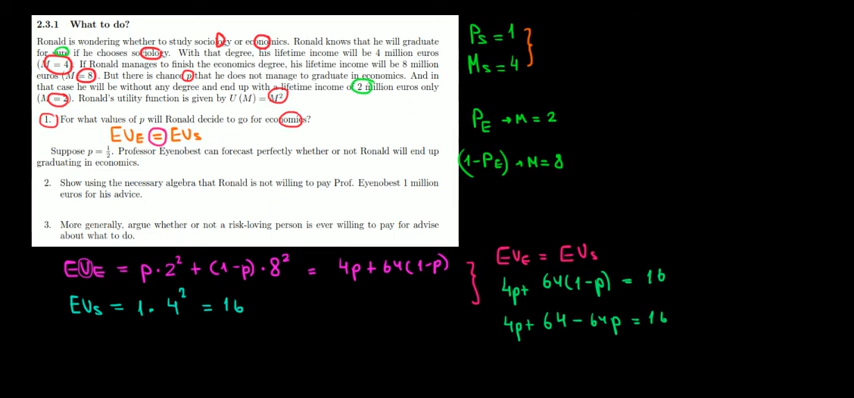 2.3.1 What to do?
Ronald is wondering whether to study sociology or economics. Ronald knows that he will graduate
for sure if he chooses sociology. With that degree, his lifetime income will be 4 million euros
(M = 4). If Ronald manages to finish the economics degree, his lifetime income will be 8 million
euros (M = 8). But there is chance p that he does not manage to graduate in economics. And in
that case he will be without any degree and end up with a lifetime income of 2 million euros only
(M = 2). Ronald's utility function is given by U (M) = M²
1. For what values of p will Ronald decide to go for economics?
EUE = EUs
Suppose p = 1/2. Professor Eyenobest can forecast perfectly whether or not Ronald will end up
graduating in economics.
2. Show using the necessary algebra that Ronald is not willing to pay Prof. Eyenobest 1 million
euros for his advice.
3. More generally, argue whether or not a risk-loving person is ever willing to pay for advise
about what to do.
Ps = 1
Ms = 4
PE → M = 2
(1-PE) → M = 8
EUE = p · 2² + (1-p) · 8² = 4p + 64(1-p)
EUs = 1 · 4² = 16
EUE = EUs
4p+ 64(1-p) = 16
4p+ 64 - 64p = 16